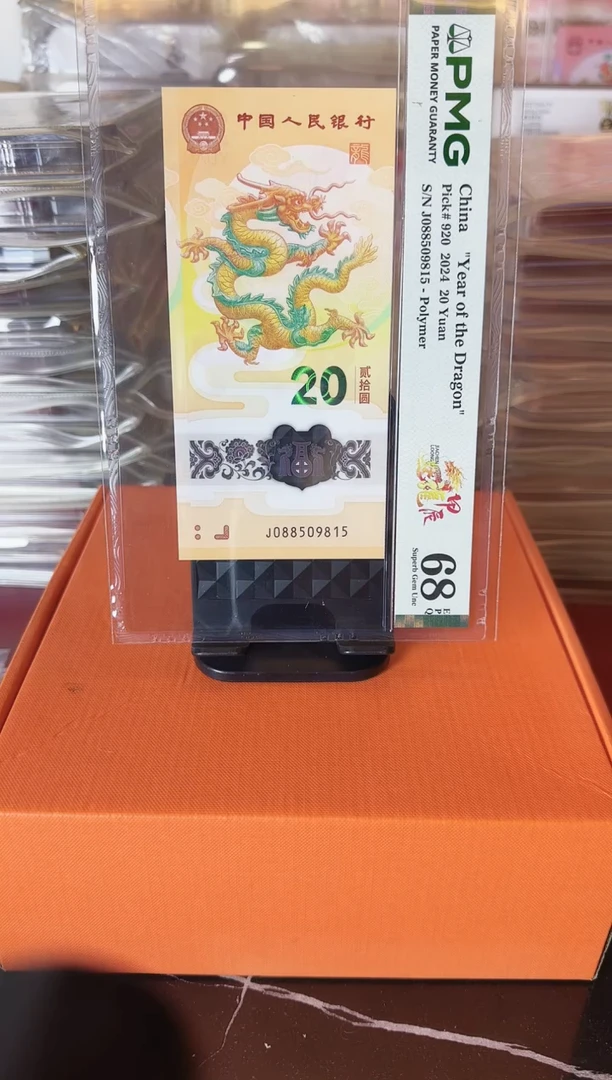 中国人民银行
20
贰拾圆
J088509815
PMG
PAPER MONEY GUARANTY
China "Year of the Dragon"
Pick# 920 2024 20 Yuan
S/N J088509815 - Polymer
68
Superb Gem Unc